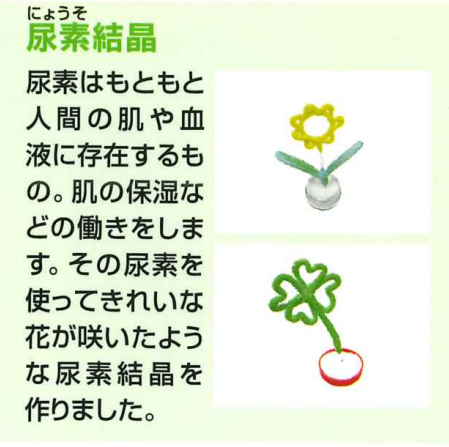 にょうそ
尿素結晶
尿素はもともと
人間の肌や血
液に存在するも
の。肌の保湿な
どの働きをしま
す。その尿素を
使ってきれいな
花が咲いたよう
な尿素結晶を
作りました。